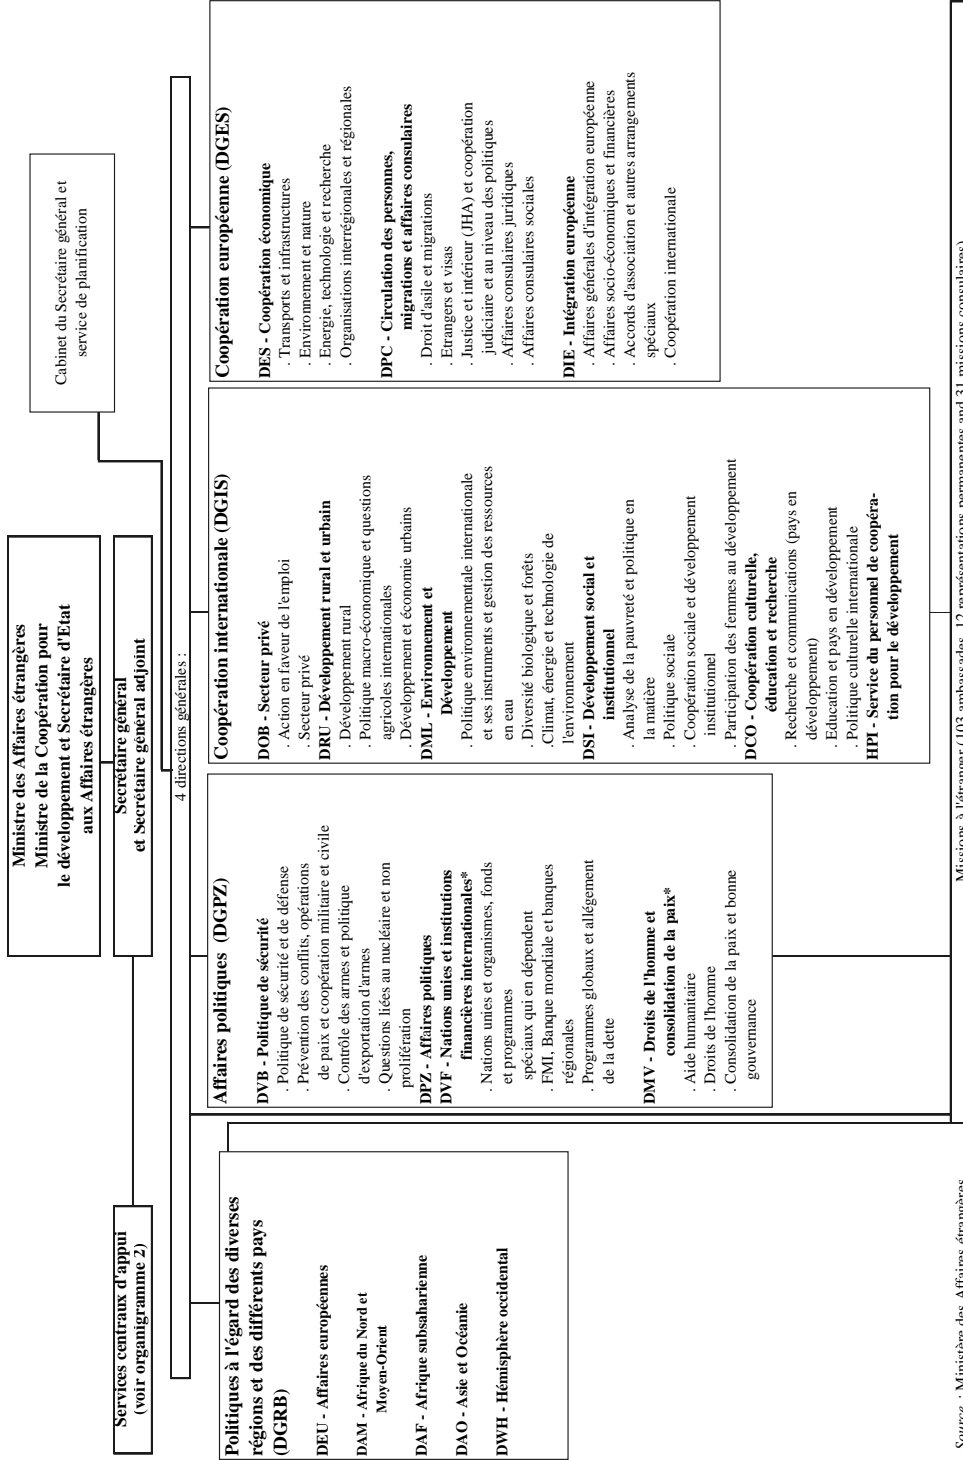 Ministre des Affaires étrangères
Ministre de la Coopération pour
le développement et Secrétaire d'Etat
aux Affaires étrangères
Secrétaire général
et Secrétaire général adjoint
Cabinet du Secrétaire général et
service de planification
Services centraux d'appui
(voir organigramme 2)
4 directions générales :
Politiques à l'égard des diverses
régions et des différents pays
(DGRB)
DEU - Affaires européennes
DAM - Afrique du Nord et
Moyen-Orient
DAF - Afrique subsaharienne
DAO - Asie et Océanie
DWH - Hémisphère occidental
Affaires politiques (DGPZ)
DVB - Politique de sécurité
. Politique de sécurité et de défense
. Prévention des conflits, opérations
de paix et coopération militaire et civile
. Contrôle des armes et politique
d'exportation d'armes
. Questions liées au nucléaire et non
prolifération
DPZ - Affaires politiques
DVF - Nations unies et institutions
financières internationales*
. Nations unies et organismes, fonds
et programmes
spéciaux qui en dépendent
. FMI, Banque mondiale et banques
régionales
. Programmes globaux et allégement
de la dette
DMV - Droits de l'homme et
consolidation de la paix*
. Aide humanitaire
. Droits de l'homme
. Consolidation de la paix et bonne
gouvernance
Coopération internationale (DGIS)
DOB - Secteur privé
. Action en faveur de l'emploi
. Secteur privé
DRU - Développement rural et urbain
. Développement rural
. Politique macro-économique et questions
agricoles internationales
. Développement et économie urbains
DML - Environnement et
Développement
. Politique environnementale internationale
et ses instruments et gestion des ressources
en eau
. Diversité biologique et forêts
.Climat, énergie et technologie de
l'environnement
DSI - Développement social et
institutionnel
. Analyse de la pauvreté et politique en
la matière
. Politique sociale
. Coopération sociale et développement
institutionnel
. Participation des femmes au développement
DCO - Coopération culturelle,
éducation et recherche
. Recherche et communications (pays en
développement)
. Education et pays en développement
. Politique culturelle internationale
HPI - Service du personnel de coopéra-
tion pour le développement
Coopération européenne (DGES)
DES - Coopération économique
. Transports et infrastructures
. Environnement et nature
. Energie, technologie et recherche
. Organisations interrégionales et régionales
DPC - Circulation des personnes,
migrations et affaires consulaires
. Droit d'asile et migrations
. Etrangers et visas
. Justice et intérieur (JHA) et coopération
judiciaire et au niveau des politiques
. Affaires consulaires juridiques
. Affaires consulaires sociales
DIE - Intégration européenne
. Affaires générales d'intégration européenne
. Affaires socio-économiques et financières
. Accords d'association et autres arrangements
spéciaux
. Coopération internationale
Missions à l'étranger (103 ambassades, 12 représentations permanentes and 31 missions consulaires)
Source : Ministère des Affaires étrangères